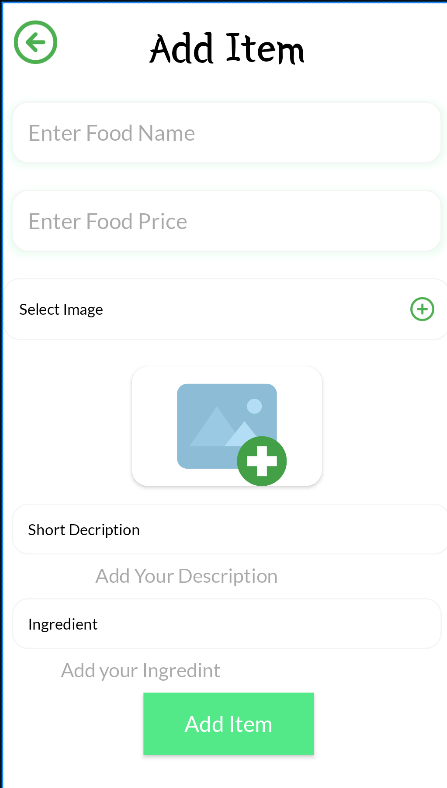 Add Item
Enter Food Name
Enter Food Price
Select Image
Short Decription
Add Your Description
Ingredient
Add your Ingredint
Add Item